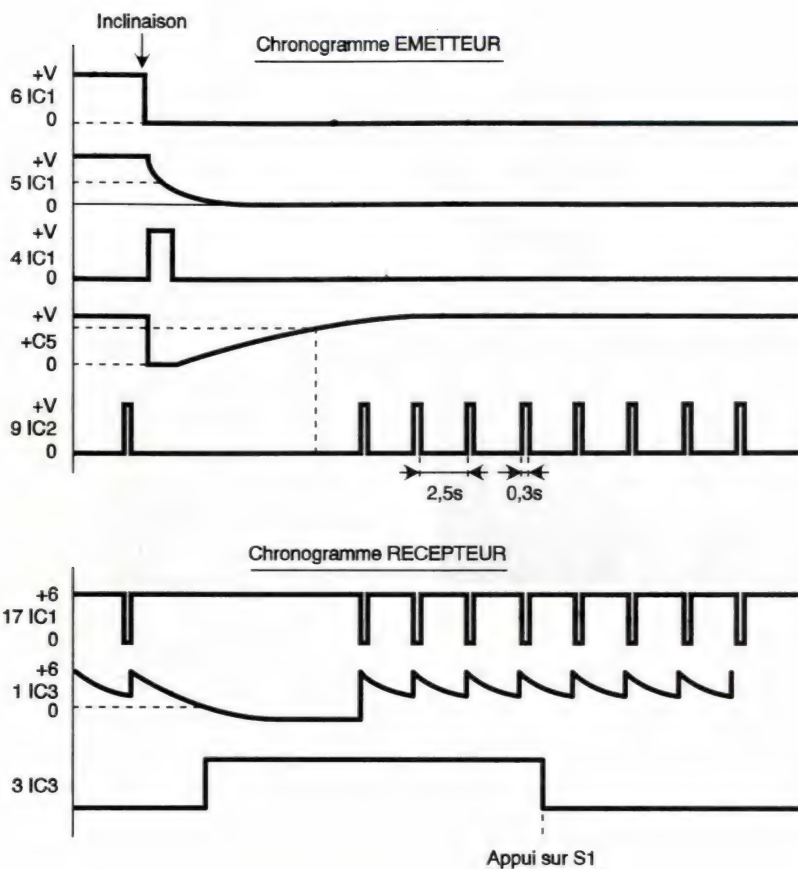 Inclinaison
Chronogramme EMETTEUR
+V
6 IC1
0
+V
5 IC1
0
+V
4 IC1
0
+V
+C5
0
+V
9 IC2
0
2,5s
0,3s
Chronogramme RECEPTEUR
+6
17 IC1
0
+6
1 IC3
0
3 IC3
Appui sur S1